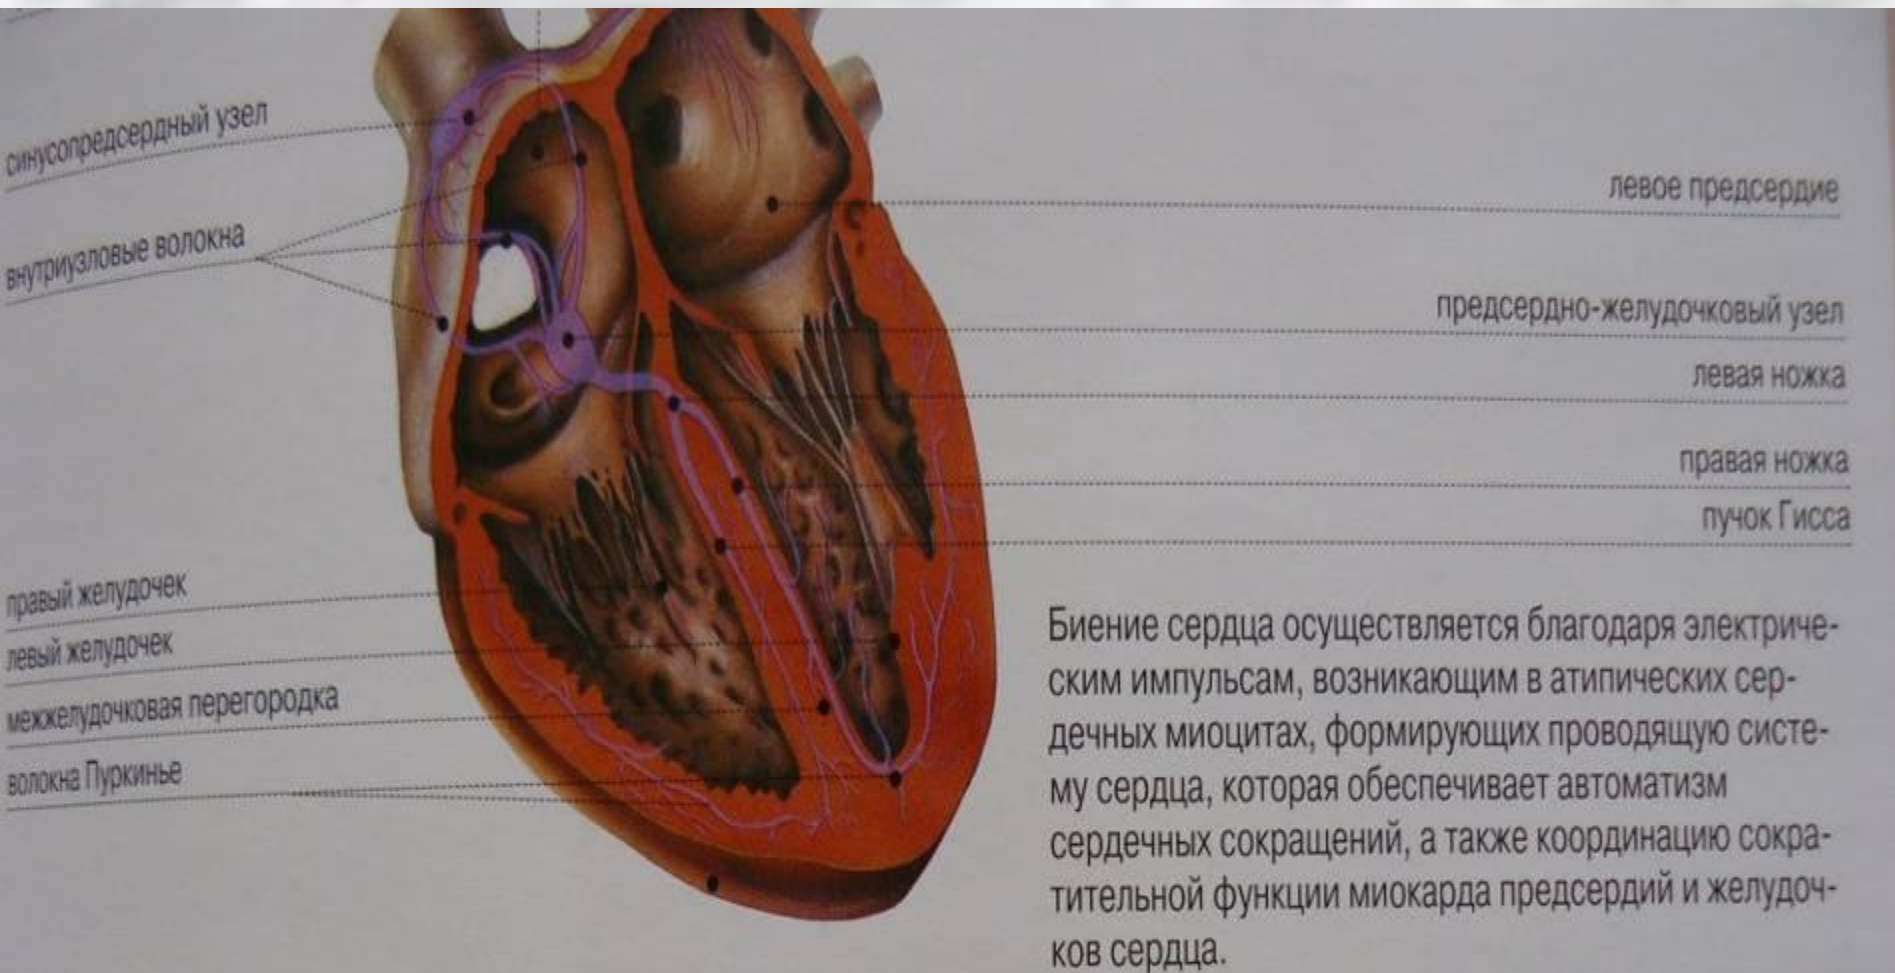 синусопредсердный узел
внутриузловые волокна
правый желудочек
левый желудочек
межжелудочковая перегородка
волокна Пуркинье
левое предсердие
предсердно-желудочковый узел
левая ножка
правая ножка
пучок Гисса
Биение сердца осуществляется благодаря электриче-
ским импульсам, возникающим в атипических сер-
дечных миоцитах, формирующих проводящую систе-
му сердца, которая обеспечивает автоматизм
сердечных сокращений, а также координацию сокра-
тительной функции миокарда предсердий и желудоч-
ков сердца.